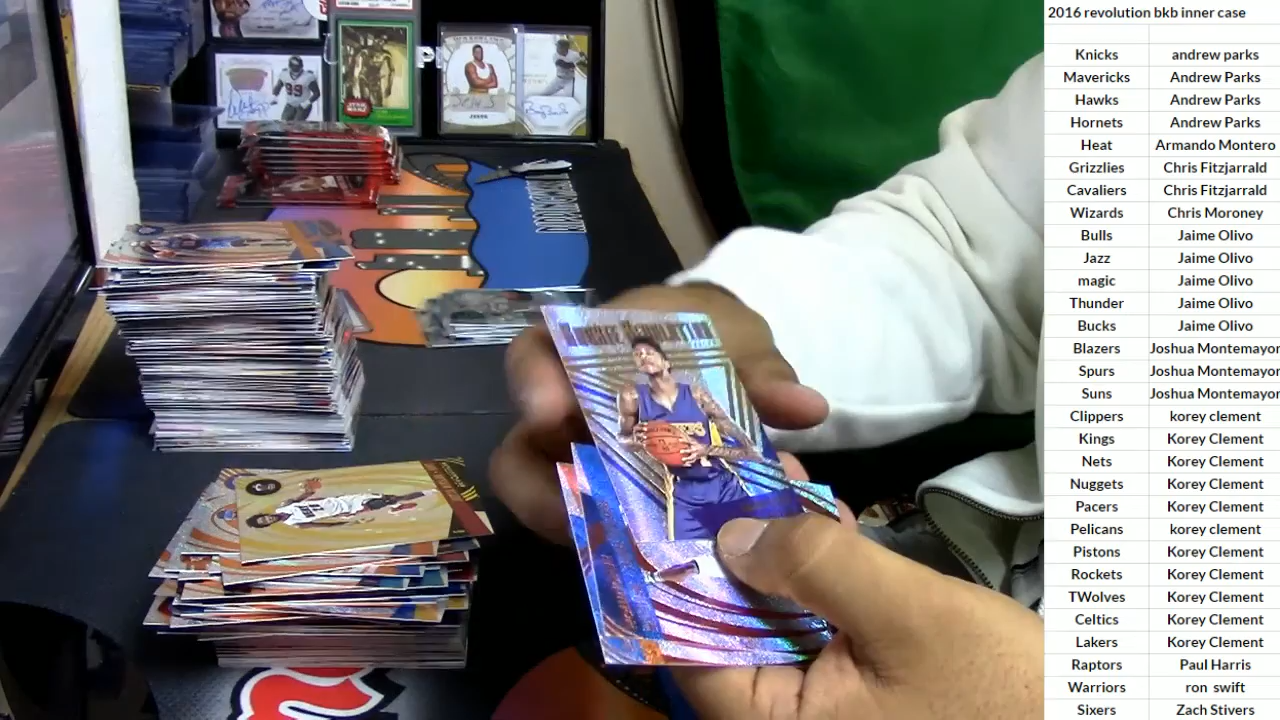 2016 revolution bkb inner case
Knicks andrew parks
Mavericks Andrew Parks
Hawks Andrew Parks
Hornets Andrew Parks
Heat Armando Montero
Grizzlies Chris Fitzjarrald
Cavaliers Chris Fitzjarrald
Wizards Chris Moroney
Bulls Jaime Olivo
Jazz Jaime Olivo
magic Jaime Olivo
Thunder Jaime Olivo
Bucks Jaime Olivo
Blazers Joshua Montemayor
Spurs Joshua Montemayor
Suns Joshua Montemayor
Clippers korey clement
Kings Korey Clement
Nets Korey Clement
Nuggets Korey Clement
Pacers Korey Clement
Pelicans korey clement
Pistons Korey Clement
Rockets Korey Clement
TWolves Korey Clement
Celtics Korey Clement
Lakers Korey Clement
Raptors Paul Harris
Warriors ron swift
Sixers Zach Stivers
STAR
WARS
99